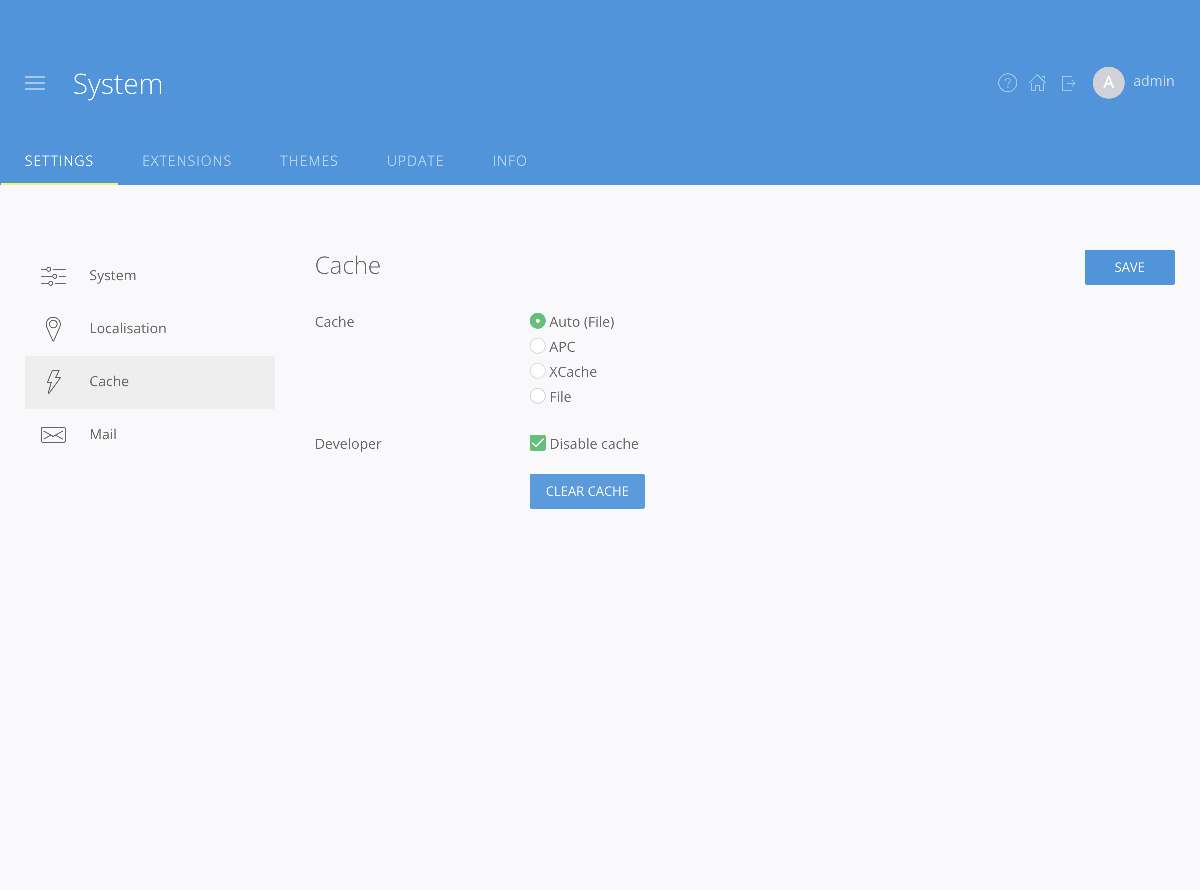 System
?
A
admin
SETTINGS
EXTENSIONS
THEMES
UPDATE
INFO
System
Localisation
Cache
Mail
Cache
SAVE
Cache
Auto (File)
APC
XCache
File
Developer
Disable cache
CLEAR CACHE